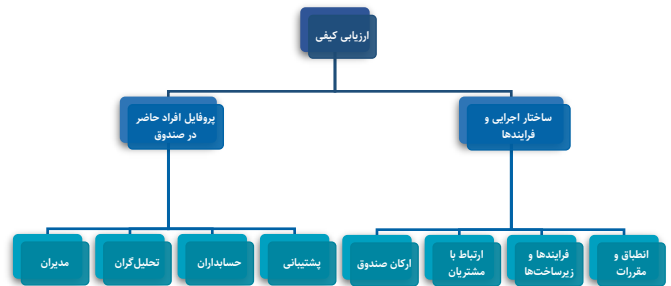 ارزیابی کیفی
ساختار اجرایی و
فرایندها
پروفایل افراد حاضر
در صندوق
انطباق و
مقررات
فرایندها و
زیرساخت‌ها
ارتباط با
مشتریان
ارکان صندوق
پشتیبانی
حسابداران
تحلیل‌گران
مدیران